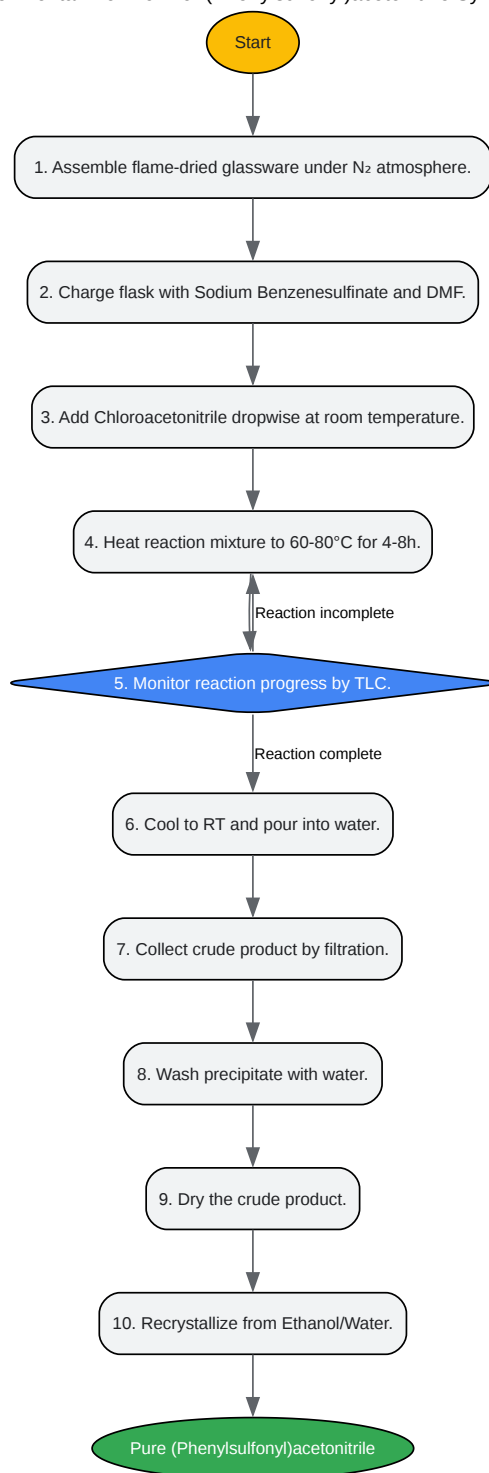 Start
1. Assemble flame-dried glassware under N₂ atmosphere.
2. Charge flask with Sodium Benzenesulfinate and DMF.
3. Add Chloroacetonitrile dropwise at room temperature.
4. Heat reaction mixture to 60-80°C for 4-8h.
Reaction incomplete
5. Monitor reaction progress by TLC.
Reaction complete
6. Cool to RT and pour into water.
7. Collect crude product by filtration.
8. Wash precipitate with water.
9. Dry the crude product.
10. Recrystallize from Ethanol/Water.
Pure (Phenylsulfonyl)acetonitrile